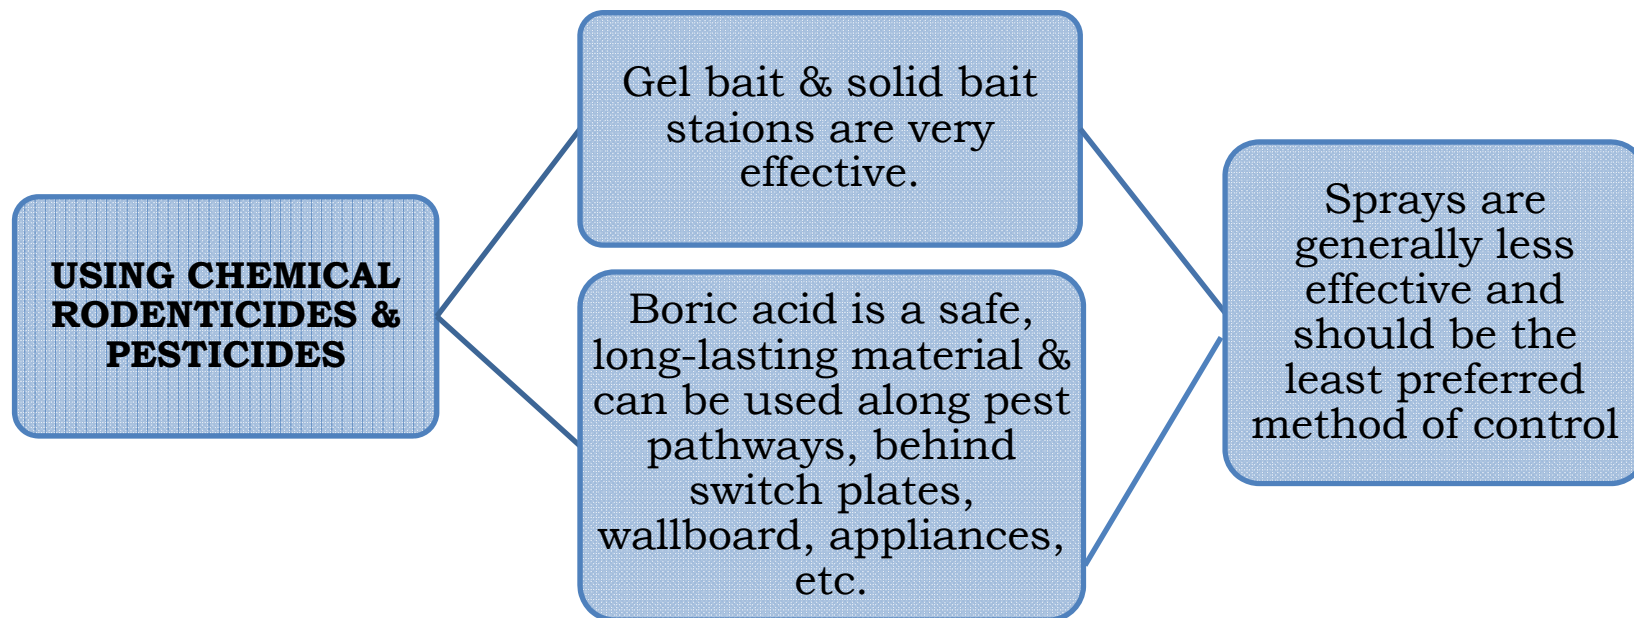 USING CHEMICAL
RODENTICIDES &
PESTICIDES
Gel bait & solid bait
staions are very
effective.
Boric acid is a safe,
long-lasting material &
can be used along pest
pathways, behind
switch plates,
wallboard, appliances,
etc.
Sprays are
generally less
effective and
should be the
least preferred
method of control